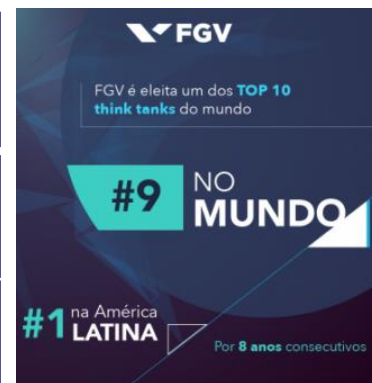 FGV
FGV é eleita um dos TOP 10
think tanks do mundo
#9 NO
MUNDO
#1 na América
LATINA
Por 8 anos consecutivos